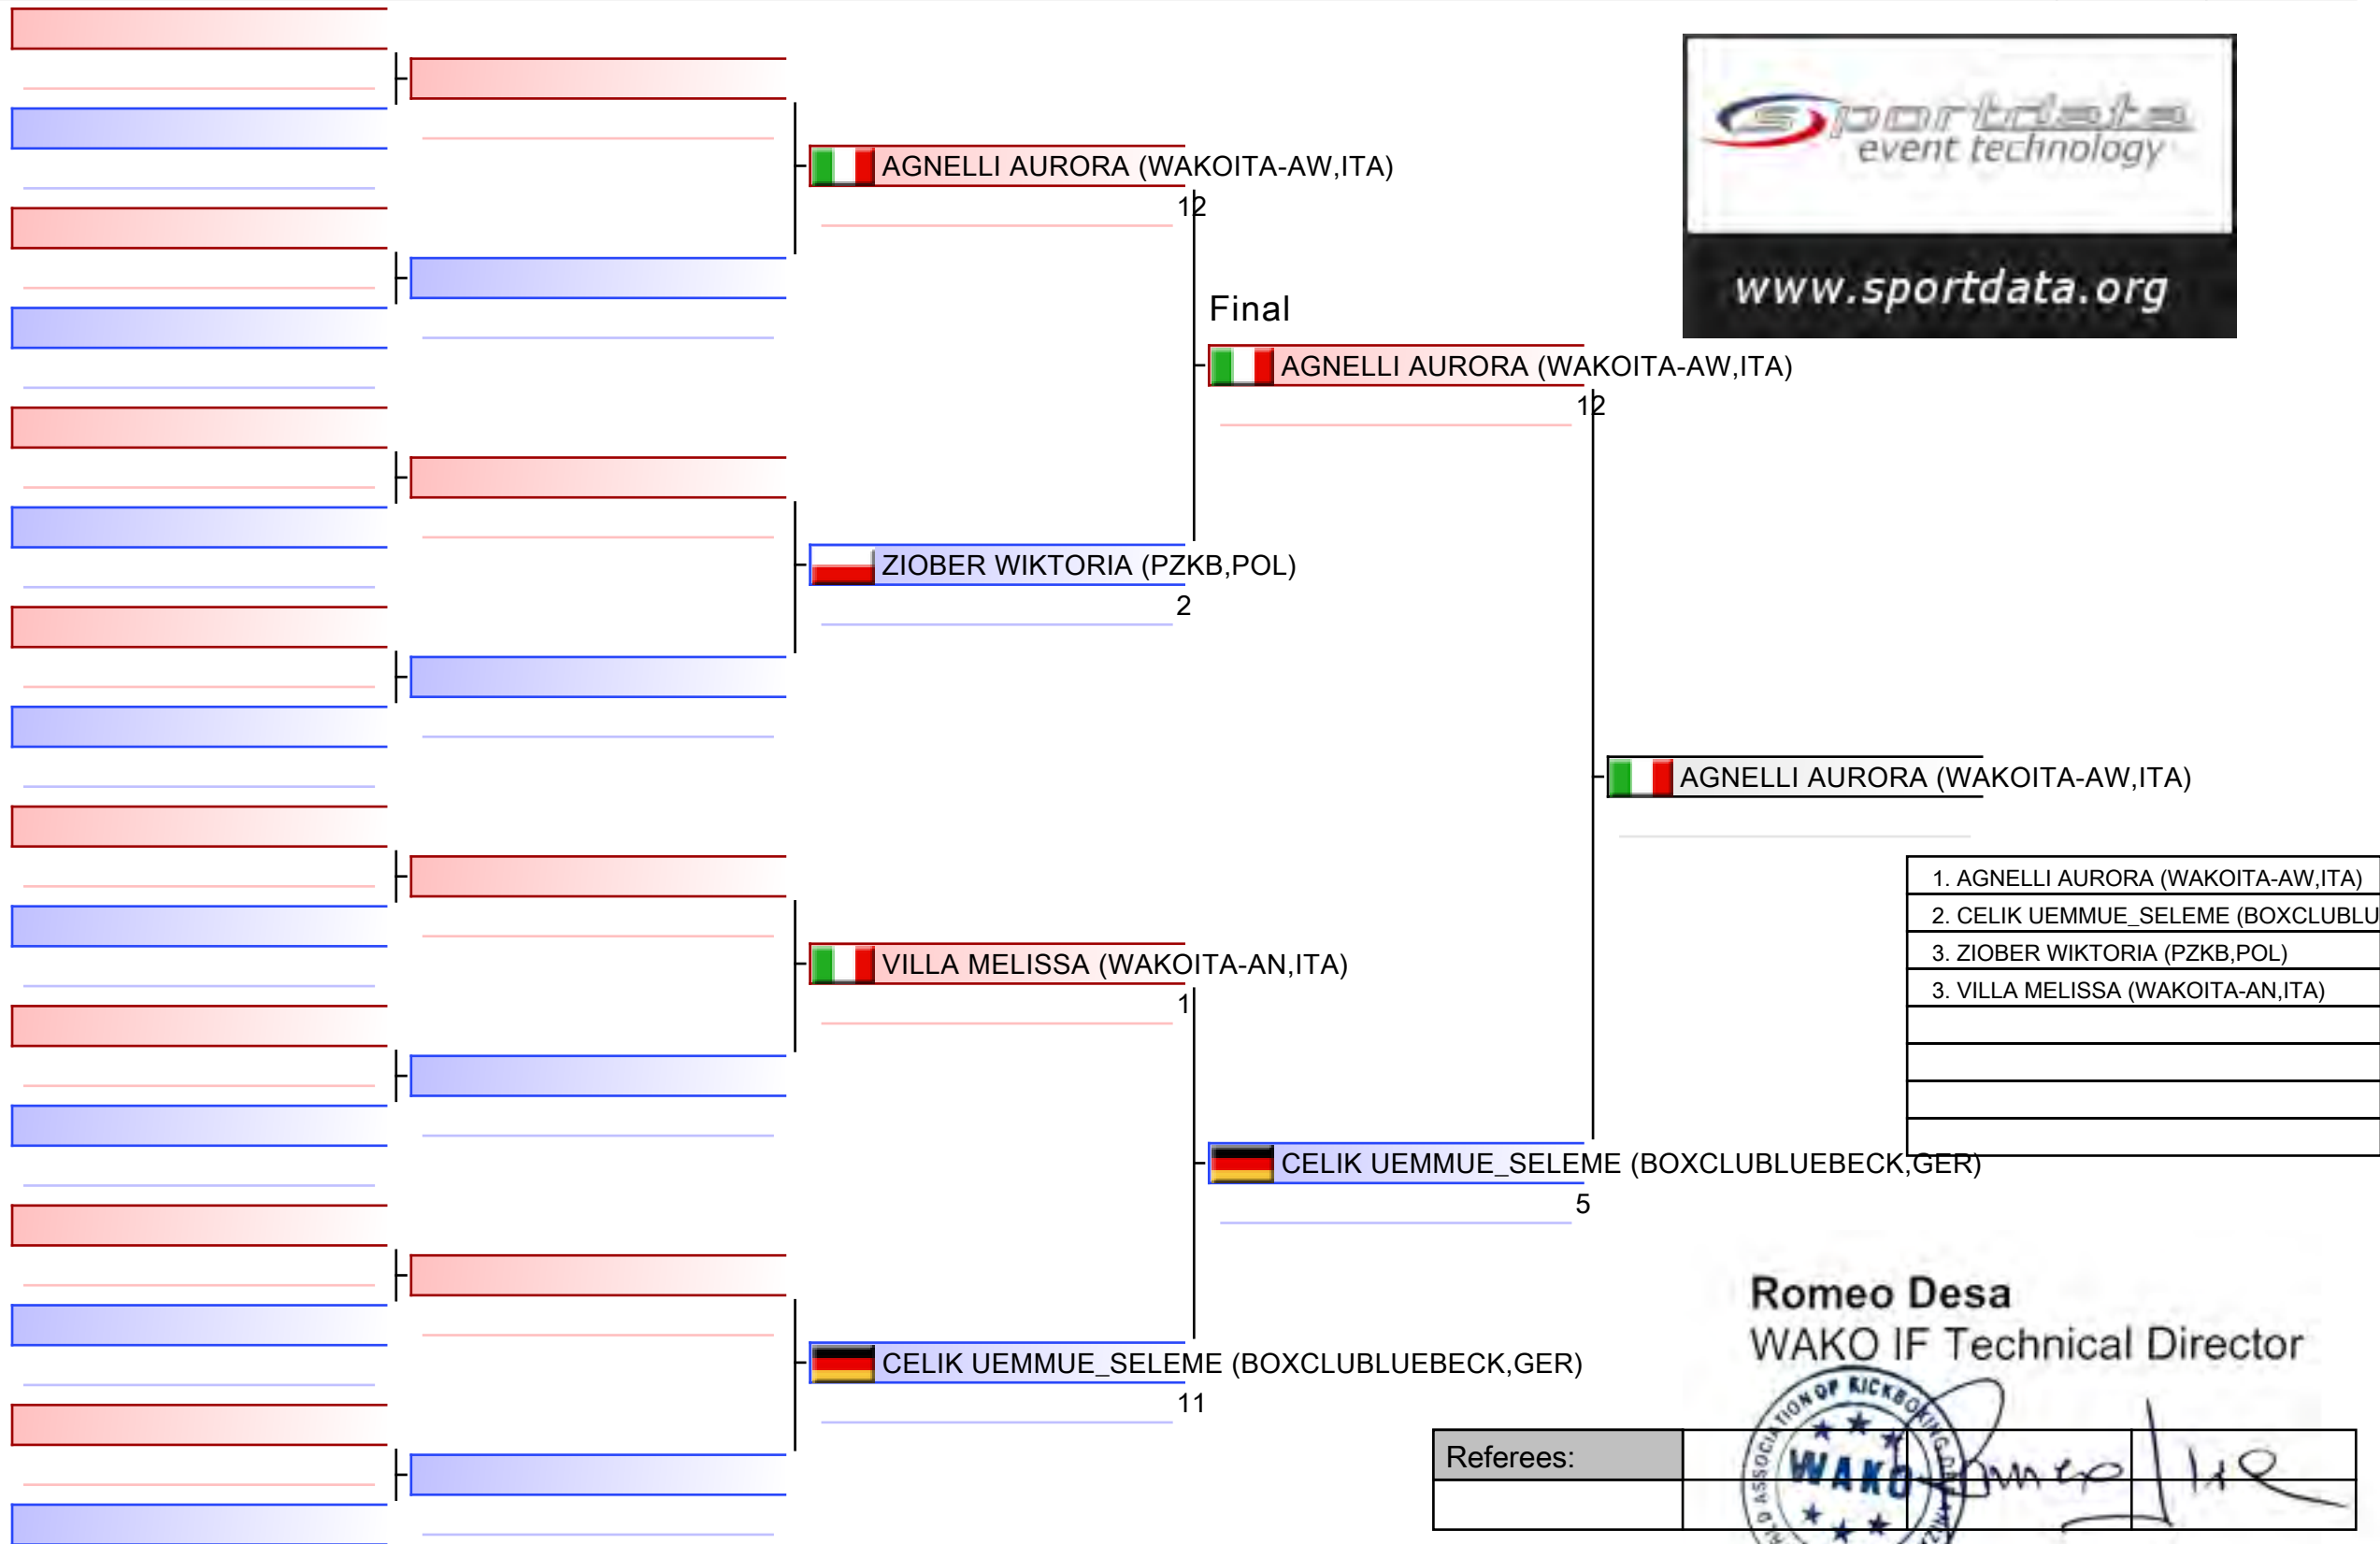 sportdata
event technology
www.sportdata.org
AGNELLI AURORA (WAKOITA-AW,ITA)
12
Final
AGNELLI AURORA (WAKOITA-AW,ITA)
12
ZIOBER WIKTORIA (PZKB,POL)
2
AGNELLI AURORA (WAKOITA-AW,ITA)
1. AGNELLI AURORA (WAKOITA-AW,ITA)
2. CELIK UEMMUE_SELEME (BOXCLUBLU
3. ZIOBER WIKTORIA (PZKB,POL)
3. VILLA MELISSA (WAKOITA-AN,ITA)
VILLA MELISSA (WAKOITA-AN,ITA)
1
CELIK UEMMUE_SELEME (BOXCLUBLUEBECK,GER)
5
CELIK UEMMUE_SELEME (BOXCLUBLUEBECK,GER)
11
Romeo Desa
WAKO IF Technical Director
Referees:
ASSOCIATION OF KICKBOXING
WAKO